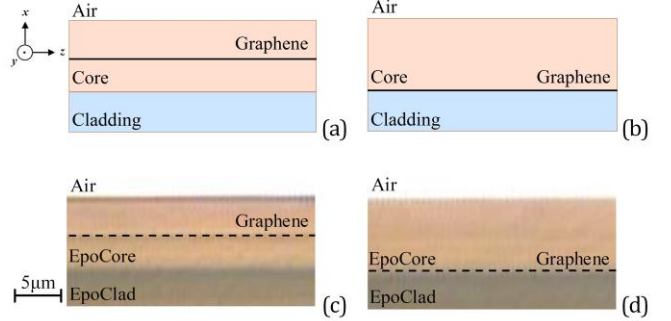 Air
x
y
z
Graphene
Core
Cladding
(a)
Core
Graphene
Cladding
(b)
Air
Air
Graphene
EpoCore
EpoClad
5μm
(c)
Air
EpoCore
Graphene
EpoClad
(d)